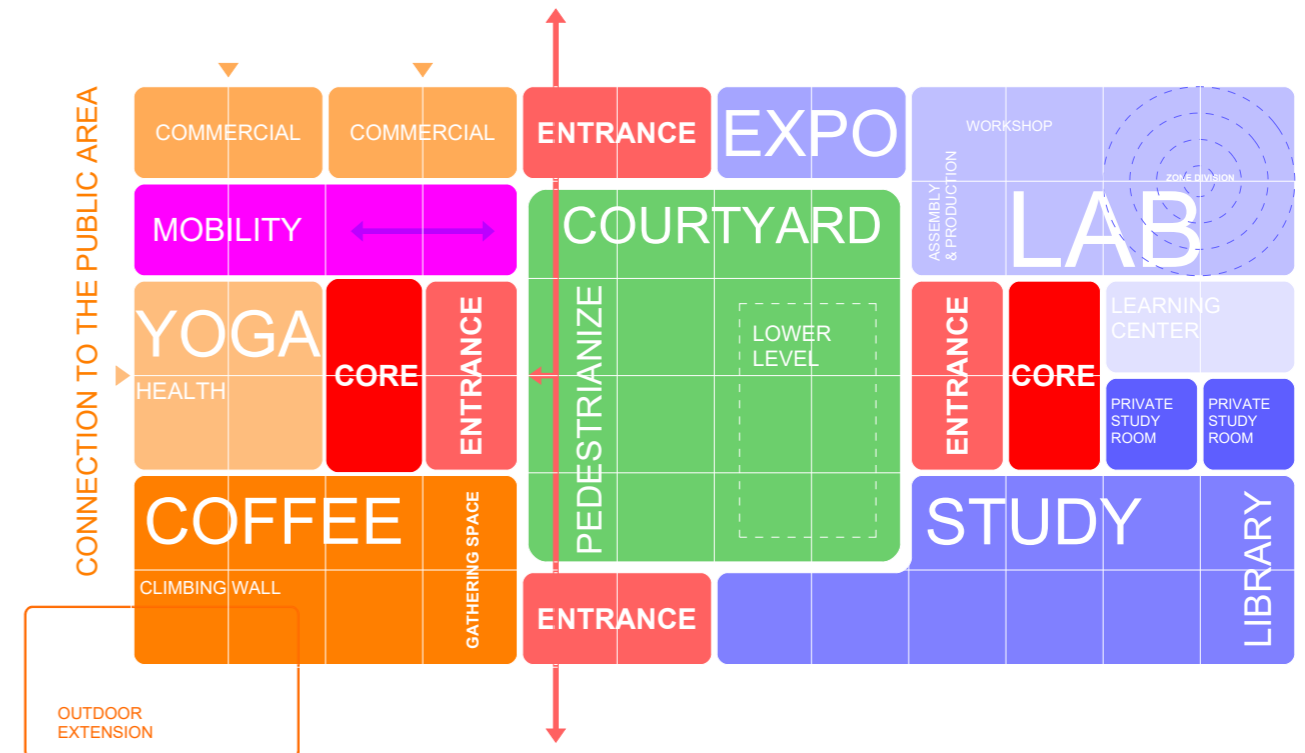 CONNECTION TO THE PUBLIC AREA
COMMERCIAL
COMMERCIAL
ENTRANCE
EXPO
WORKSHOP
ASSEMBLY
& PRODUCTION
ZONE DIVISION
LAB
MOBILITY
COURTYARD
YOGA
HEALTH
CORE
ENTRANCE
PEDESTRIANIZE
LOWER
LEVEL
ENTRANCE
CORE
LEARNING
CENTER
PRIVATE
STUDY
ROOM
PRIVATE
STUDY
ROOM
COFFEE
CLIMBING WALL
GATHERING SPACE
ENTRANCE
STUDY
LIBRARY
OUTDOOR
EXTENSION